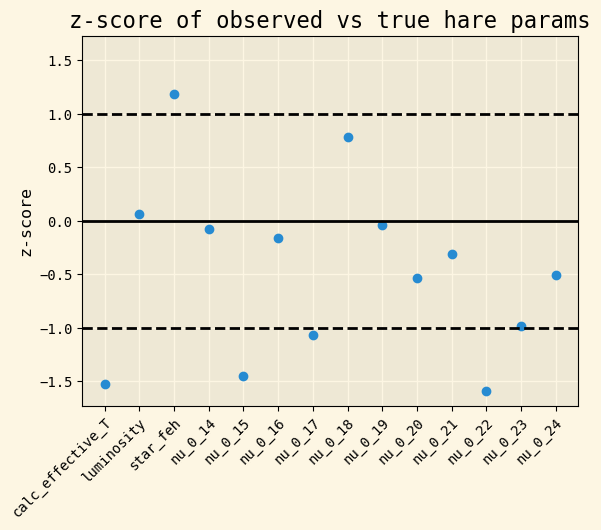 z-score of observed vs true hare params
z-score
1.5
1.0
0.5
0.0
−0.5
−1.0
−1.5
calc_effective_T
luminosity
star_feh
nu_0_14
nu_0_15
nu_0_16
nu_0_17
nu_0_18
nu_0_19
nu_0_20
nu_0_21
nu_0_22
nu_0_23
nu_0_24